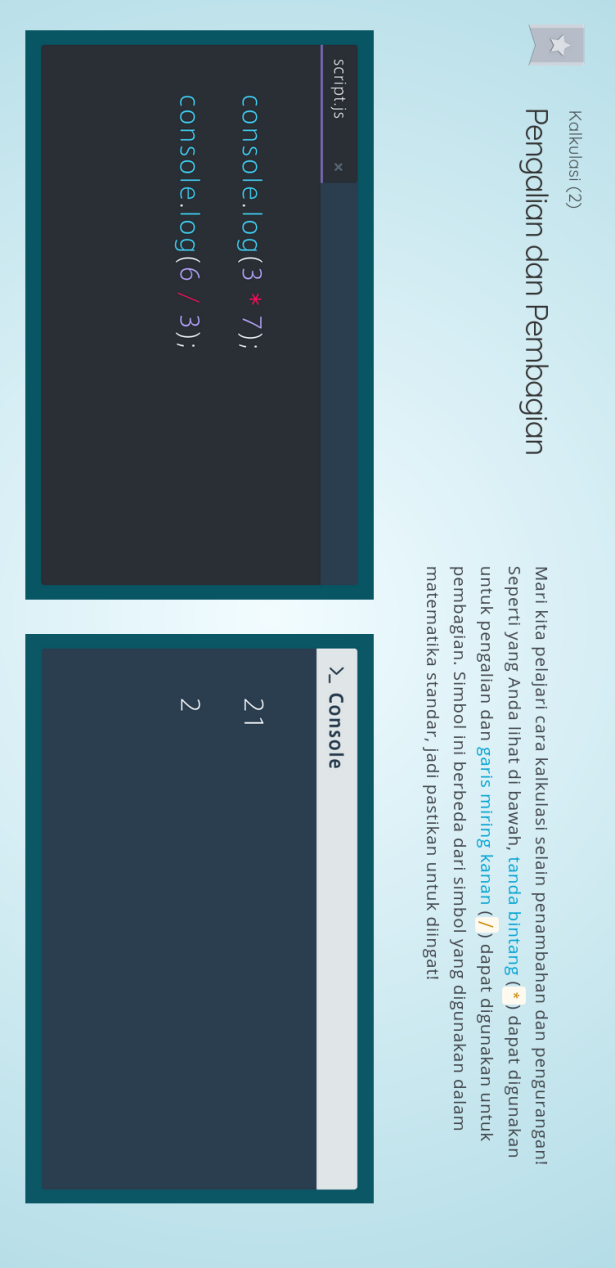 Kalkulasi (2)
Pengalian dan Pembagian
Mari kita pelajari cara kalkulasi selain penambahan dan pengurangan!
Seperti yang Anda lihat di bawah, tanda bintang ( * ) dapat digunakan
untuk pengalian dan garis miring kanan ( / ) dapat digunakan untuk
pembagian. Simbol ini berbeda dari simbol yang digunakan dalam
matematika standar, jadi pastikan untuk diingat!
script.js ×
console.log(3 * 7);
console.log(6 / 3);
>_ Console
21
2